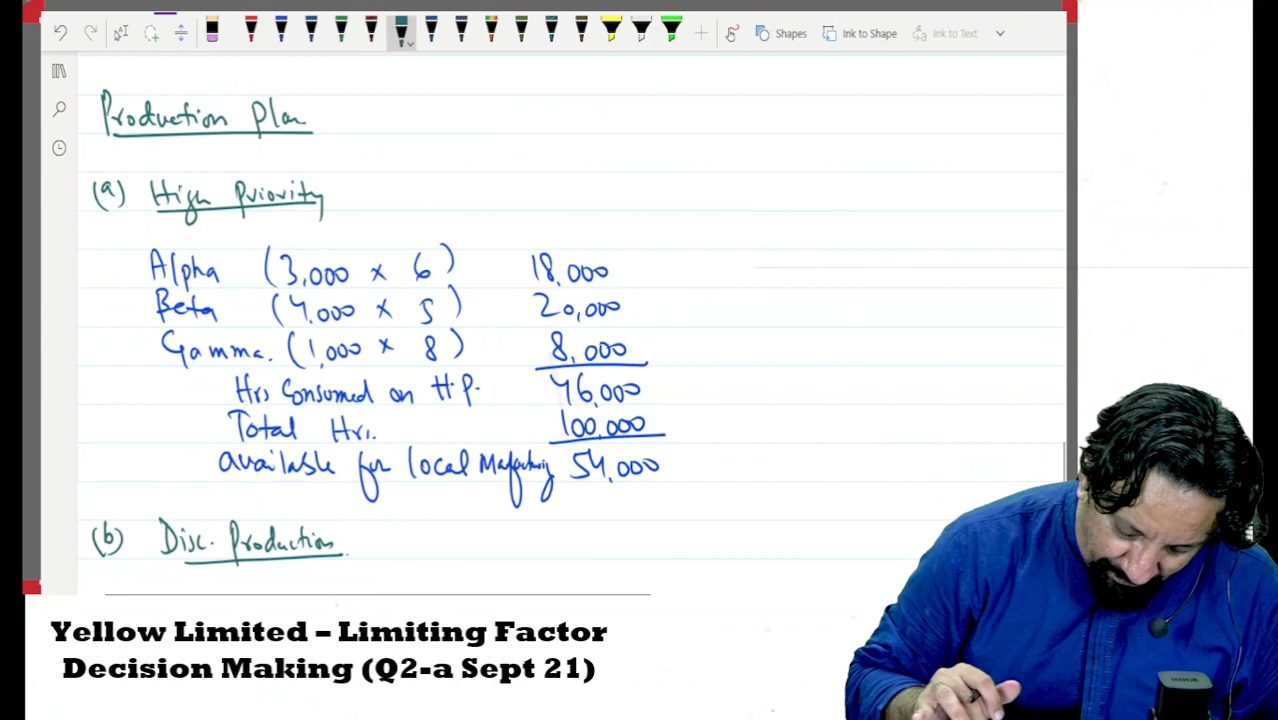 Shapes
Ink to Shape
Ink to Text
Production Plan
(a) High Priority
Alpha (3,000 × 6) 18,000
Beta (4,000 × 5) 20,000
Gamma. (1,000 × 8) 8,000
Hrs Consumed on H.P. 46,000
Total Hrs. 100,000
available for local 54,000
(b) Disc. Production
Yellow Limited – Limiting Factor
Decision Making (Q2-a Sept 21)